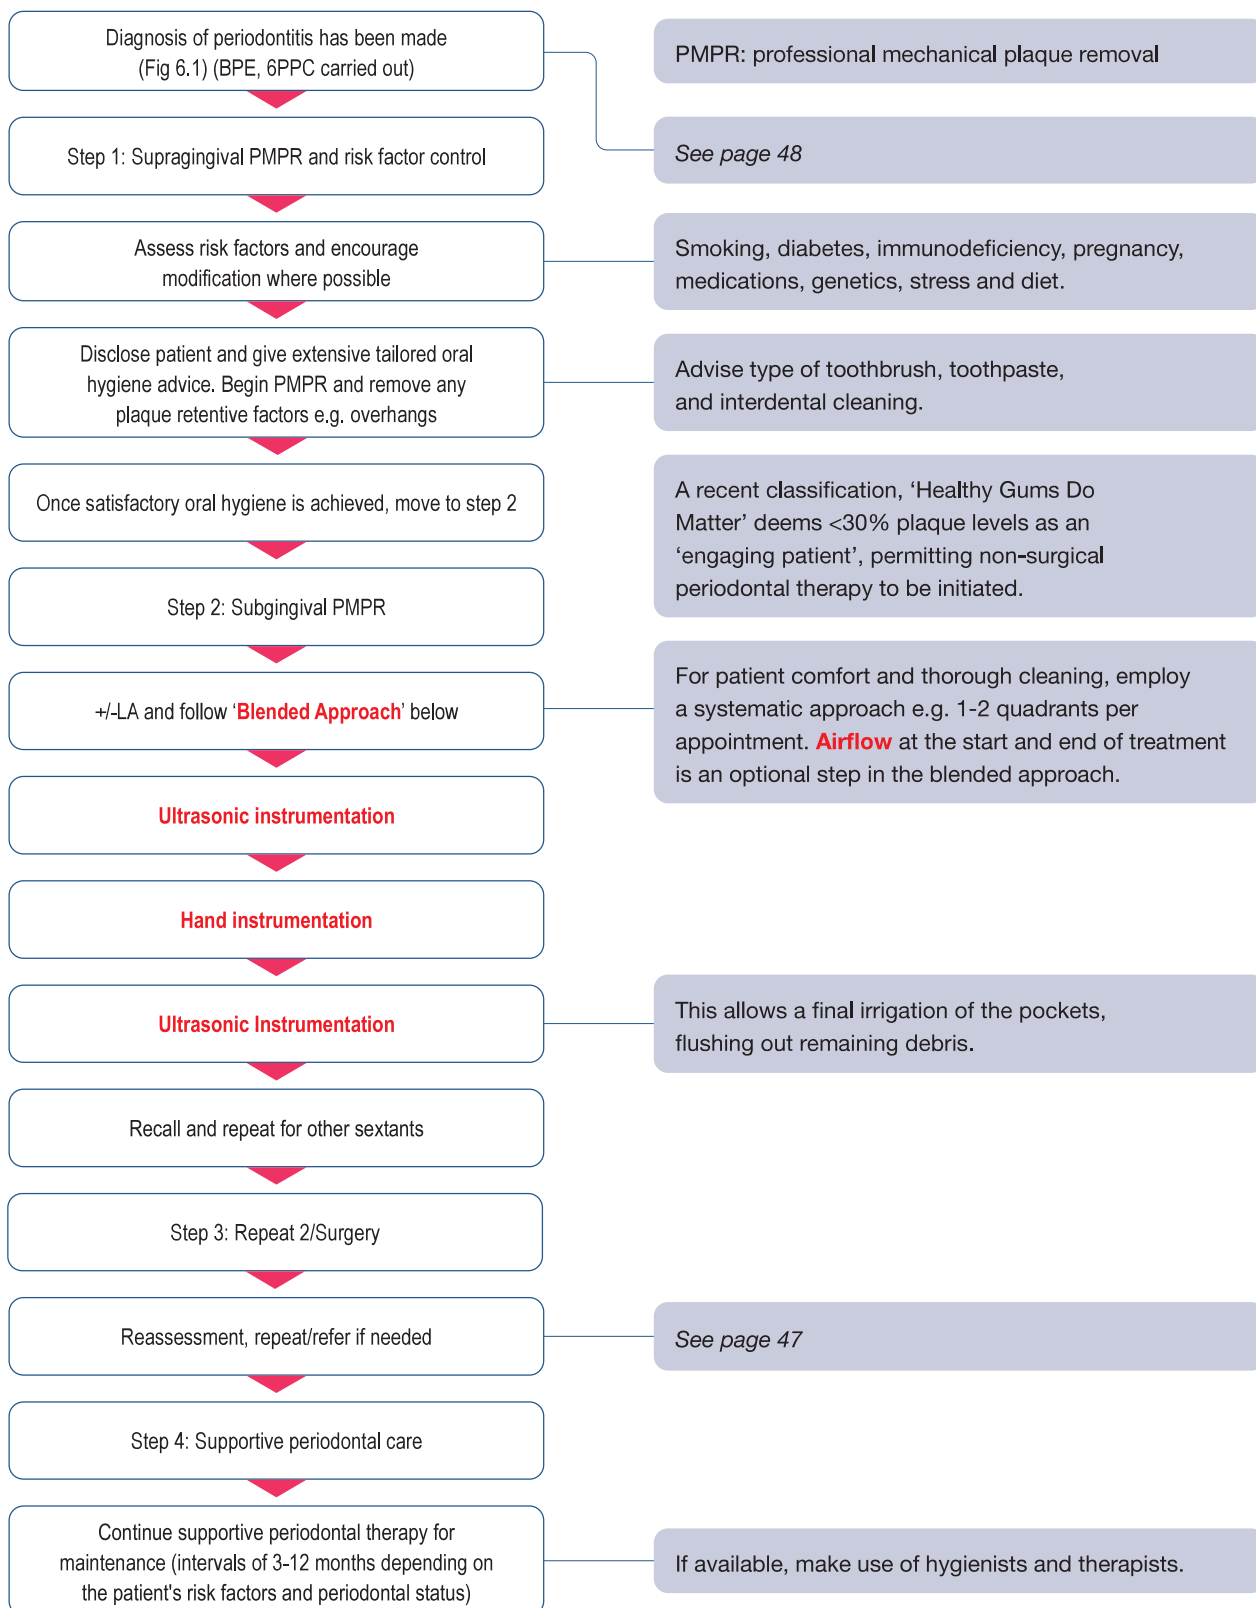 Diagnosis of periodontitis has been made
(Fig 6.1) (BPE, 6PPC carried out)
PMPR: professional mechanical plaque removal
Step 1: Supragingival PMPR and risk factor control
See page 48
Assess risk factors and encourage
modification where possible
Smoking, diabetes, immunodeficiency, pregnancy,
medications, genetics, stress and diet.
Disclose patient and give extensive tailored oral
hygiene advice. Begin PMPR and remove any
plaque retentive factors e.g. overhangs
Advise type of toothbrush, toothpaste,
and interdental cleaning.
Once satisfactory oral hygiene is achieved, move to step 2
A recent classification, ‘Healthy Gums Do
Matter’ deems <30% plaque levels as an
‘engaging patient’, permitting non-surgical
periodontal therapy to be initiated.
Step 2: Subgingival PMPR
+/-LA and follow ‘Blended Approach’ below
For patient comfort and thorough cleaning, employ
a systematic approach e.g. 1-2 quadrants per
appointment. Airflow at the start and end of treatment
is an optional step in the blended approach.
Ultrasonic instrumentation
Hand instrumentation
Ultrasonic Instrumentation
This allows a final irrigation of the pockets,
flushing out remaining debris.
Recall and repeat for other sextants
Step 3: Repeat 2/Surgery
Reassessment, repeat/refer if needed
See page 47
Step 4: Supportive periodontal care
Continue supportive periodontal therapy for
maintenance (intervals of 3-12 months depending on
the patient's risk factors and periodontal status)
If available, make use of hygienists and therapists.